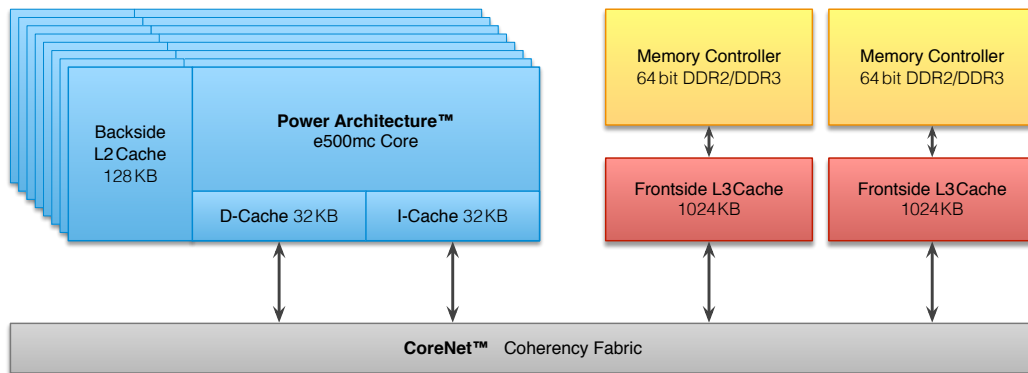 Backside
L2 Cache
128 KB
Power Architecture™
e500mc Core
D-Cache 32 KB
I-Cache 32 KB
Memory Controller
64 bit DDR2/DDR3
Frontside L3 Cache
1024 KB
Memory Controller
64 bit DDR2/DDR3
Frontside L3 Cache
1024 KB
CoreNet™ Coherency Fabric